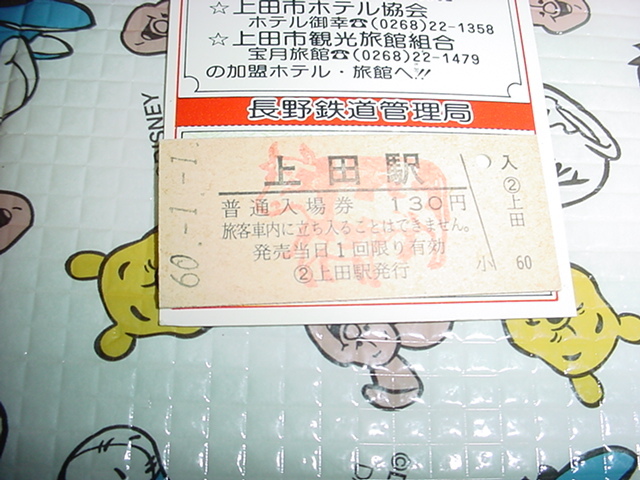 ☆上田市ホテル協会
ホテル御幸☎(0268)22-1358
☆上田市観光旅館組合
宝月旅館☎(0268)22-1479
の加盟ホテル・旅館へ!!
長野鉄道管理局
60.-1.-1.
上田駅
普通入場券 130円
旅客車内に立ち入ることはできません。
発売当日1回限り有効
②上田駅発行
入
②上田
小 60
DISNEY